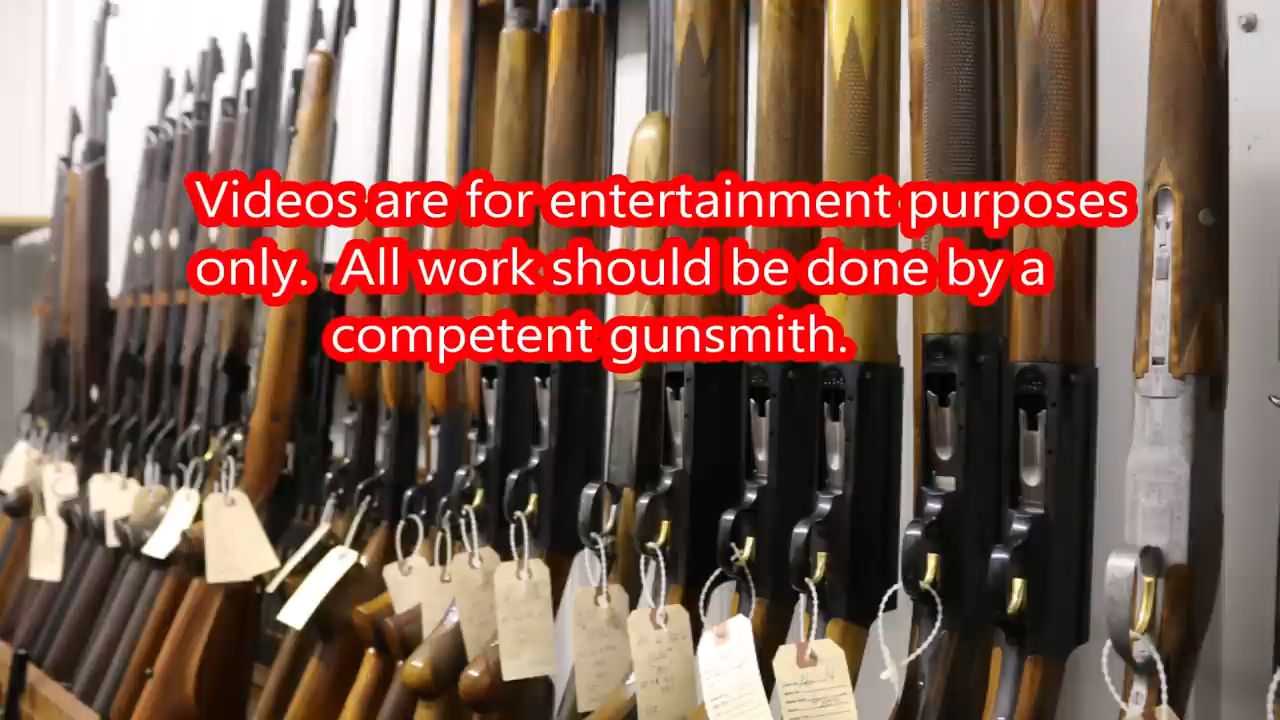 Videos are for entertainment purposes
only.  All work should be done by a
competent gunsmith.